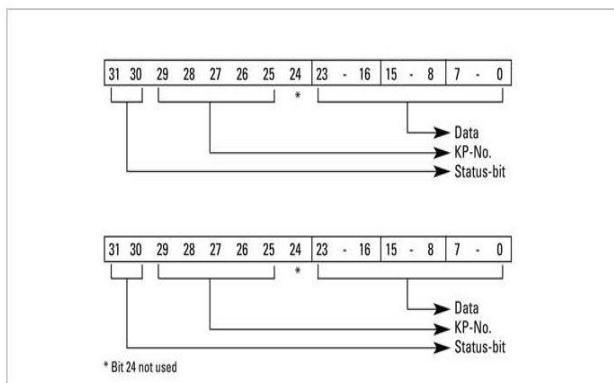 31 30 29 28 27 26 25 24 23 - 16 15 - 8 7 - 0
*
Data
KP-No.
Status-bit
31 30 29 28 27 26 25 24 23 - 16 15 - 8 7 - 0
*
Data
KP-No.
Status-bit
* Bit 24 not used